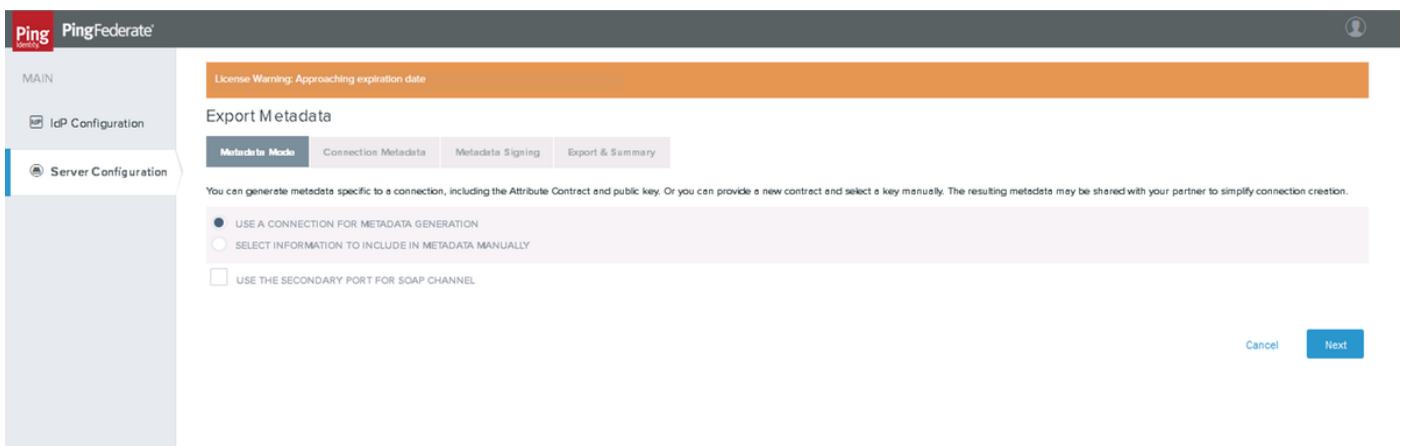 Ping
Identity
PingFederate®
MAIN
IdP
IdP Configuration
Server Configuration
License Warning: Approaching expiration date
Export Metadata
Metadata Mode
Connection Metadata
Metadata Signing
Export & Summary
You can generate metadata specific to a connection, including the Attribute Contract and public key. Or you can provide a new contract and select a key manually. The resulting metadata may be shared with your partner to simplify connection creation.
USE A CONNECTION FOR METADATA GENERATION
SELECT INFORMATION TO INCLUDE IN METADATA MANUALLY
USE THE SECONDARY PORT FOR SOAP CHANNEL
Cancel
Next